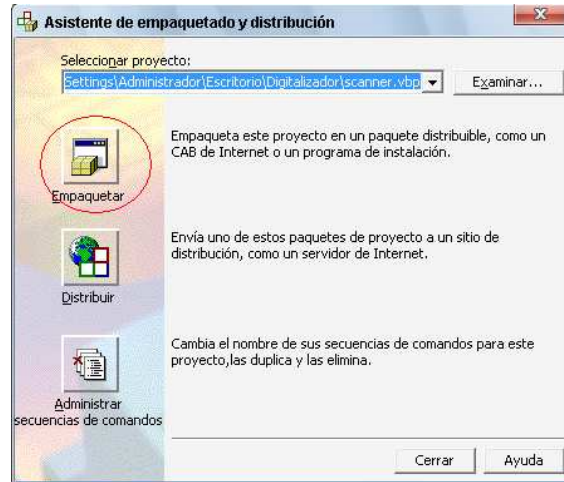 Asistente de empaquetado y distribución
Seleccionar proyecto:
Settings\Administrador\Escritorio\Digitalizador\scanner.vbp
Examinar...
Empaqueta este proyecto en un paquete distribuible, como un
CAB de Internet o un programa de instalación.
Empaquetar
Envía uno de estos paquetes de proyecto a un sitio de
distribución, como un servidor de Internet.
Distribuir
Cambia el nombre de sus secuencias de comandos para este
proyecto,las duplica y las elimina.
Administrar
secuencias de comandos
Cerrar
Ayuda